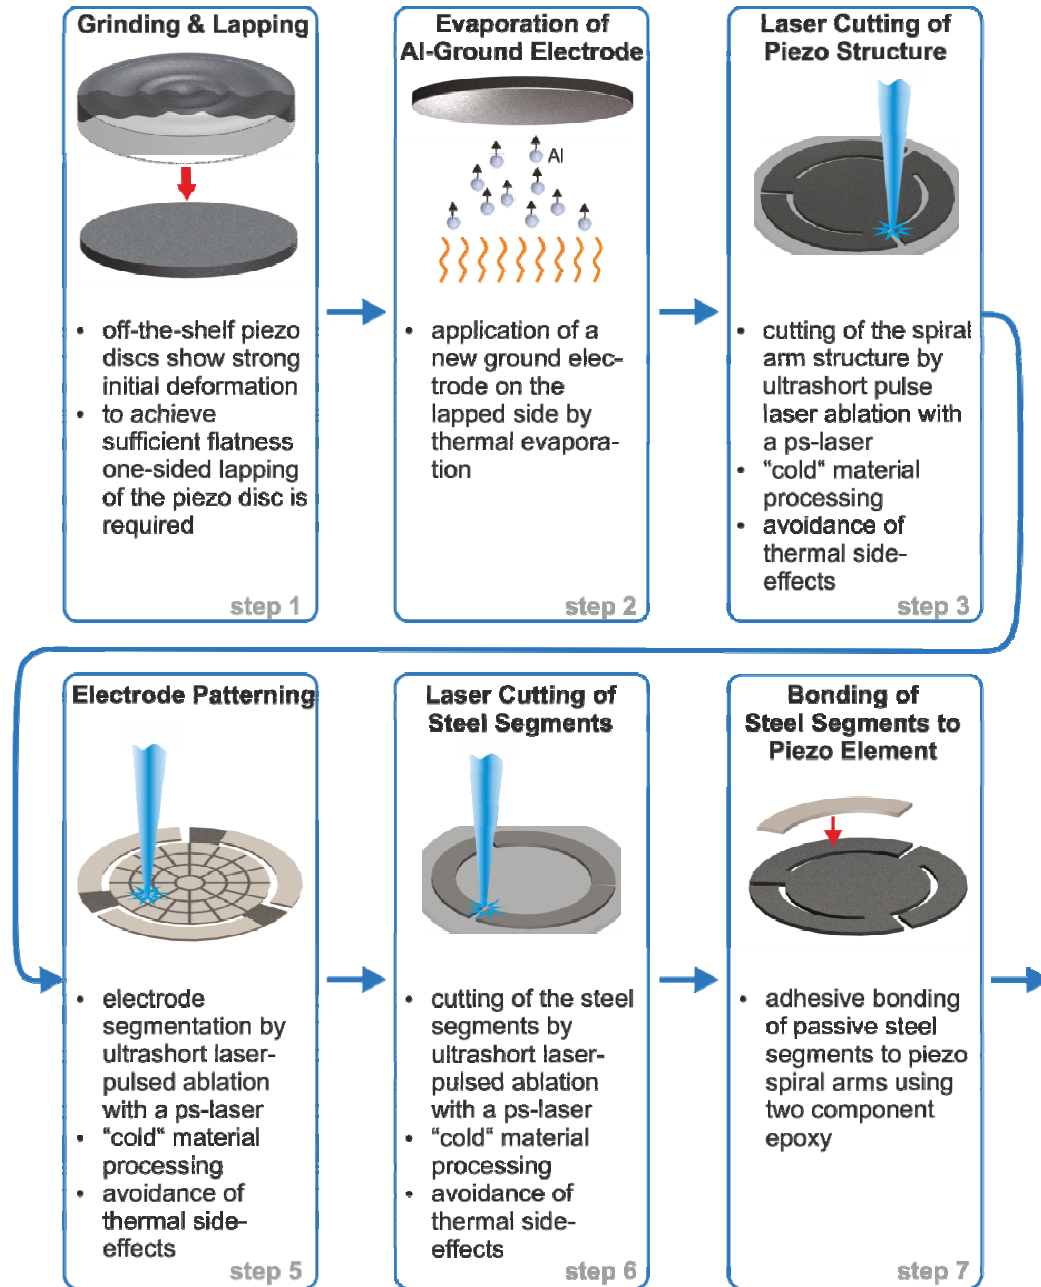 Grinding & Lapping
• off-the-shelf piezo
discs show strong
initial deformation
• to achieve
sufficient flatness
one-sided lapping
of the piezo disc is
required
step 1
Evaporation of
Al-Ground Electrode
Al
• application of a
new ground elec-
trode on the
lapped side by
thermal evapora-
tion
step 2
Laser Cutting of
Piezo Structure
• cutting of the spiral
arm structure by
ultrashort pulse
laser ablation with
a ps-laser
• "cold“ material
processing
• avoidance of
thermal side-
effects
step 3
Electrode Patterning
• electrode
segmentation by
ultrashort laser-
pulsed ablation
with a ps-laser
• "cold“ material
processing
• avoidance of
thermal side-
effects
step 5
Laser Cutting of
Steel Segments
• cutting of the steel
segments by
ultrashort laser-
pulsed ablation
with a ps-laser
• "cold“ material
processing
• avoidance of
thermal side-
effects
step 6
Bonding of
Steel Segments to
Piezo Element
• adhesive bonding
of passive steel
segments to piezo
spiral arms using
two component
epoxy
step 7